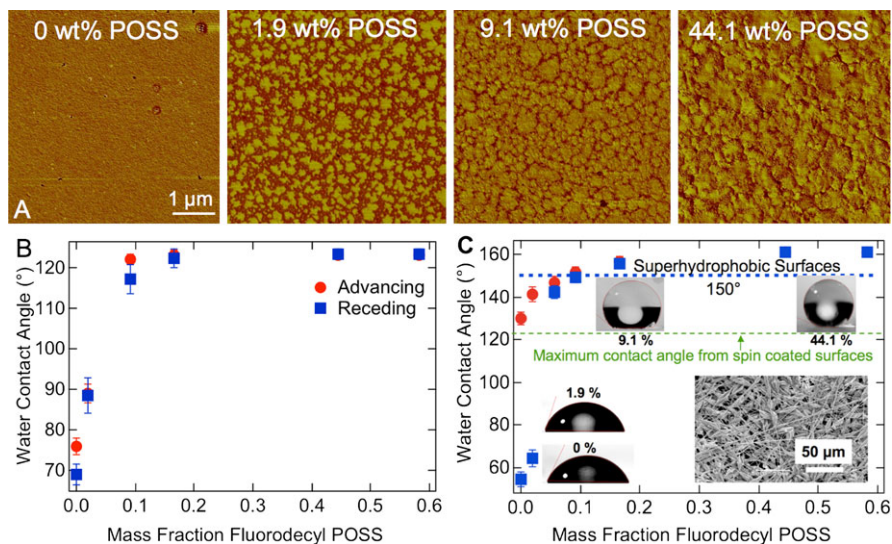 0 wt% POSS
1.9 wt% POSS
9.1 wt% POSS
44.1 wt% POSS
1 µm
A
B
120
110
100
90
80
70
Water Contact Angle (°)
Advancing
Receding
0.0 0.1 0.2 0.3 0.4 0.5 0.6
Mass Fraction Fluorodecyl POSS
C
160
140
120
100
80
60
Water Contact Angle (°)
Superhydrophobic Surfaces
150°
9.1 %
44.1 %
Maximum contact angle from spin coated surfaces
1.9 %
0 %
50 µm
0.0 0.1 0.2 0.3 0.4 0.5 0.6
Mass Fraction Fluorodecyl POSS